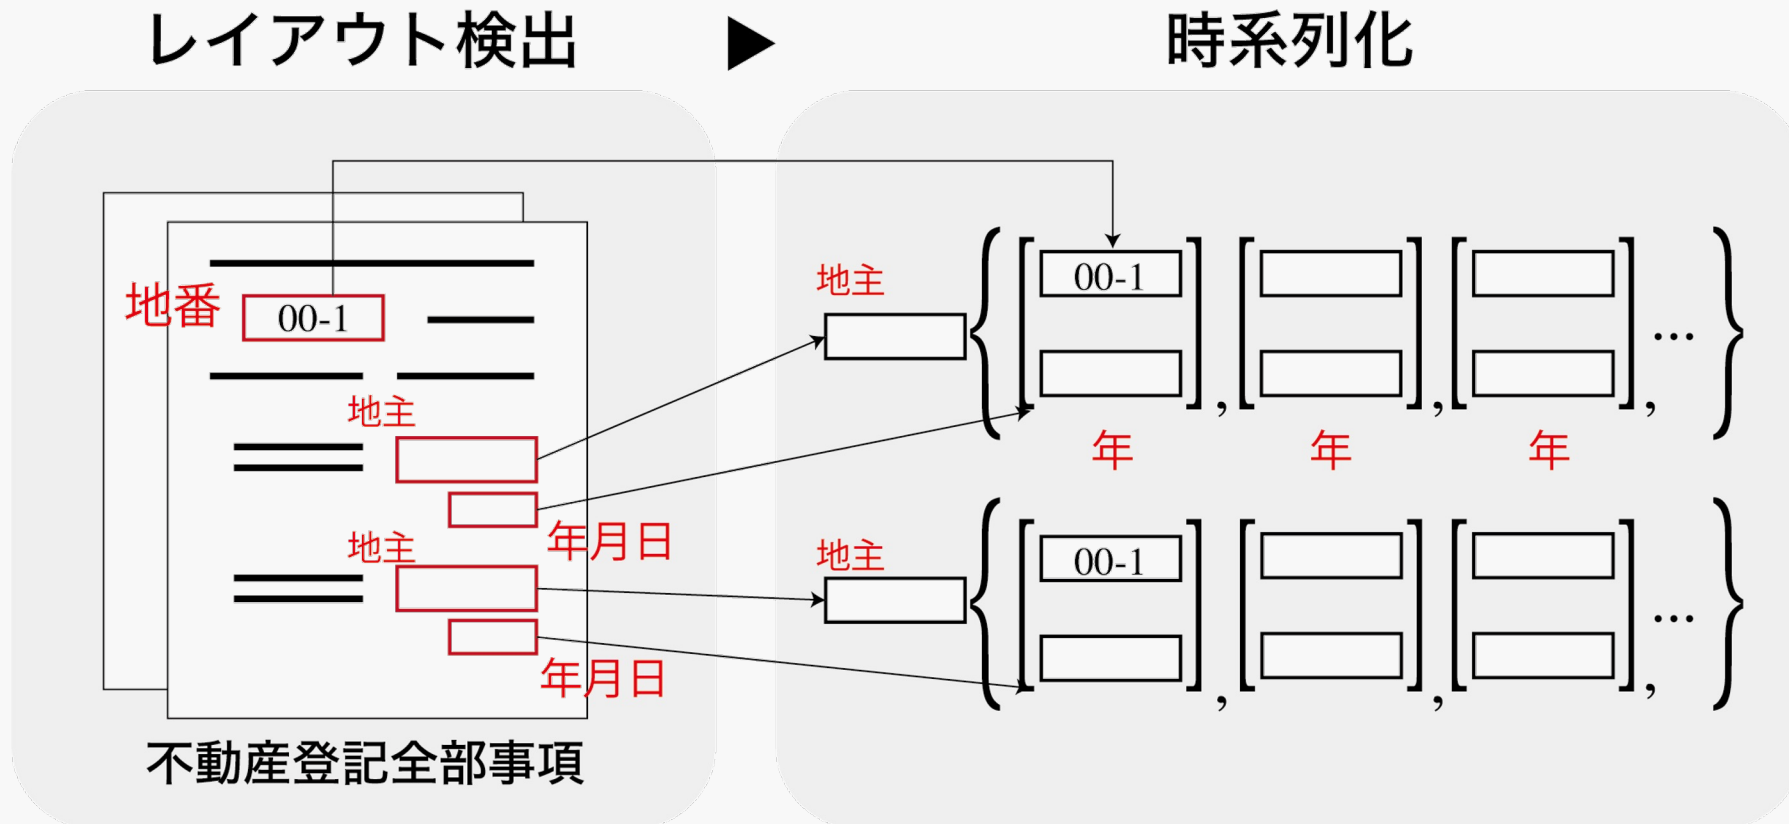 レイアウト検出 ▶ 時系列化
地番
00-1
地主
年月日
地主
年月日
不動産登記全部事項
地主
{ [ 00-1 ] , [ ] , [ ] , … }
年 年 年
地主
{ [ 00-1 ] , [ ] , [ ] , … }